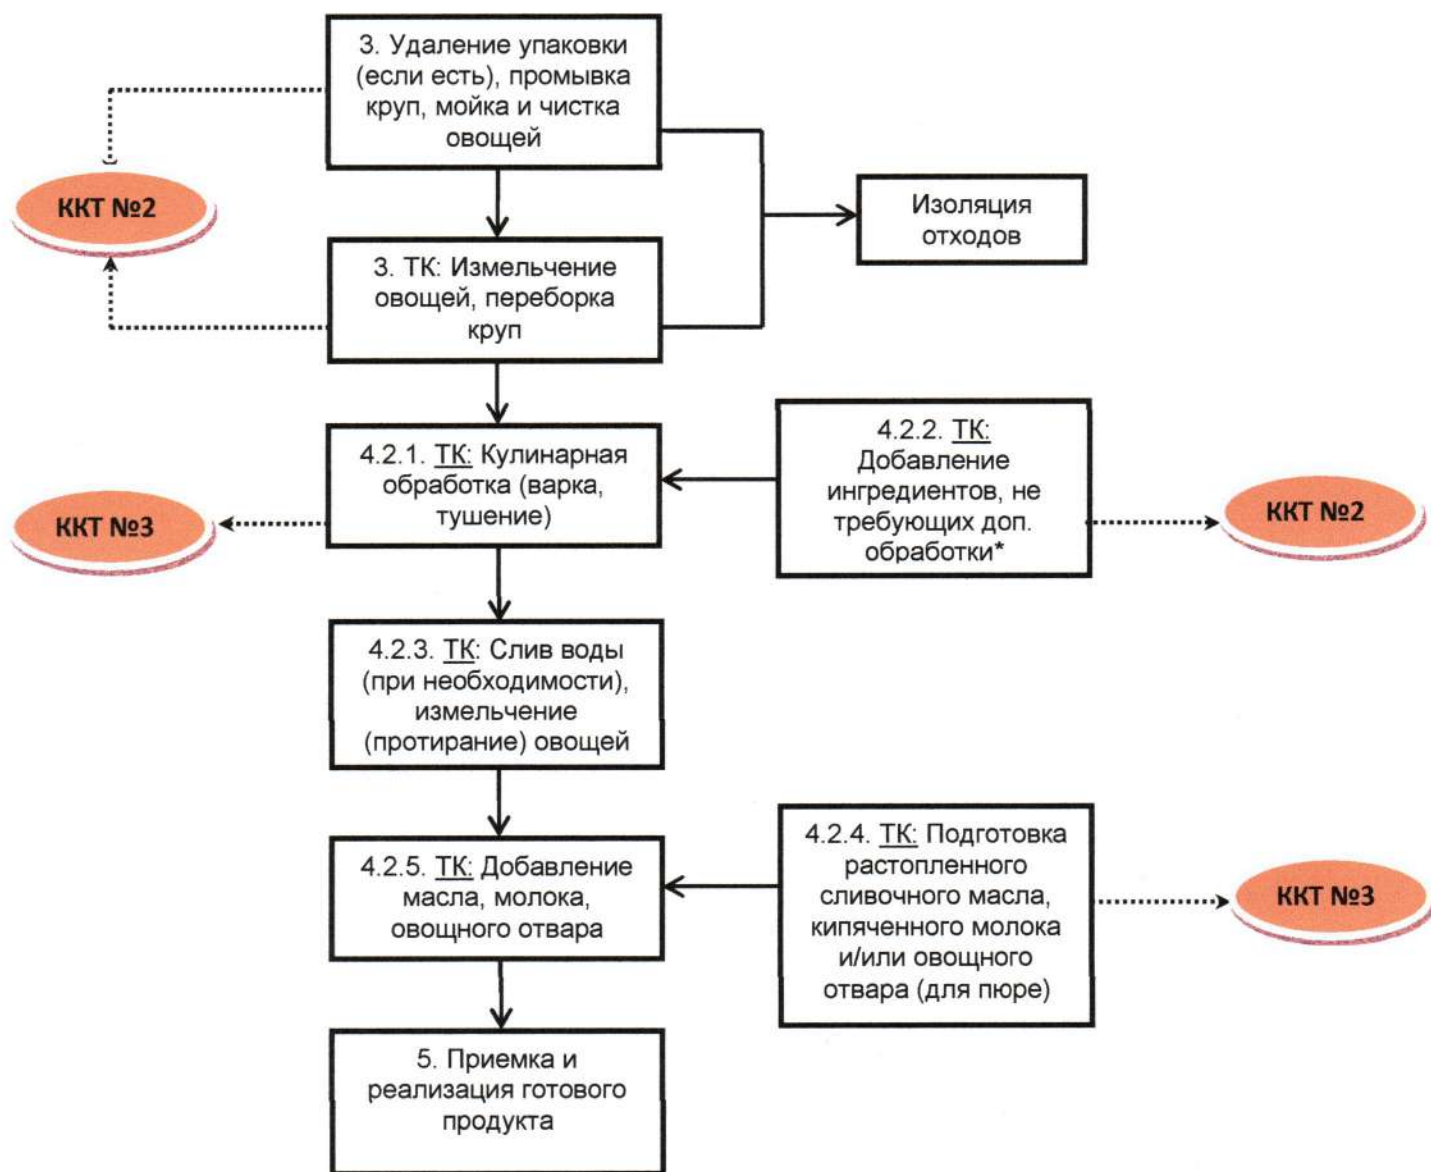 3. Удаление упаковки
(если есть), промывка
круп, мойка и чистка
овощей
ККТ №2
Изоляция
отходов
3. ТК: Измельчение
овощей, переборка
круп
4.2.1. ТК: Кулинарная
обработка (варка,
тушение)
4.2.2. ТК:
Добавление
ингредиентов, не
требующих доп.
обработки*
ККТ №3
ККТ №2
4.2.3. ТК: Слив воды
(при необходимости),
измельчение
(протирание) овощей
4.2.5. ТК: Добавление
масла, молока,
овощного отвара
4.2.4. ТК: Подготовка
растопленного
сливочного масла,
кипяченного молока
и/или овощного
отвара (для пюре)
ККТ №3
5. Приемка и
реализация готового
продукта